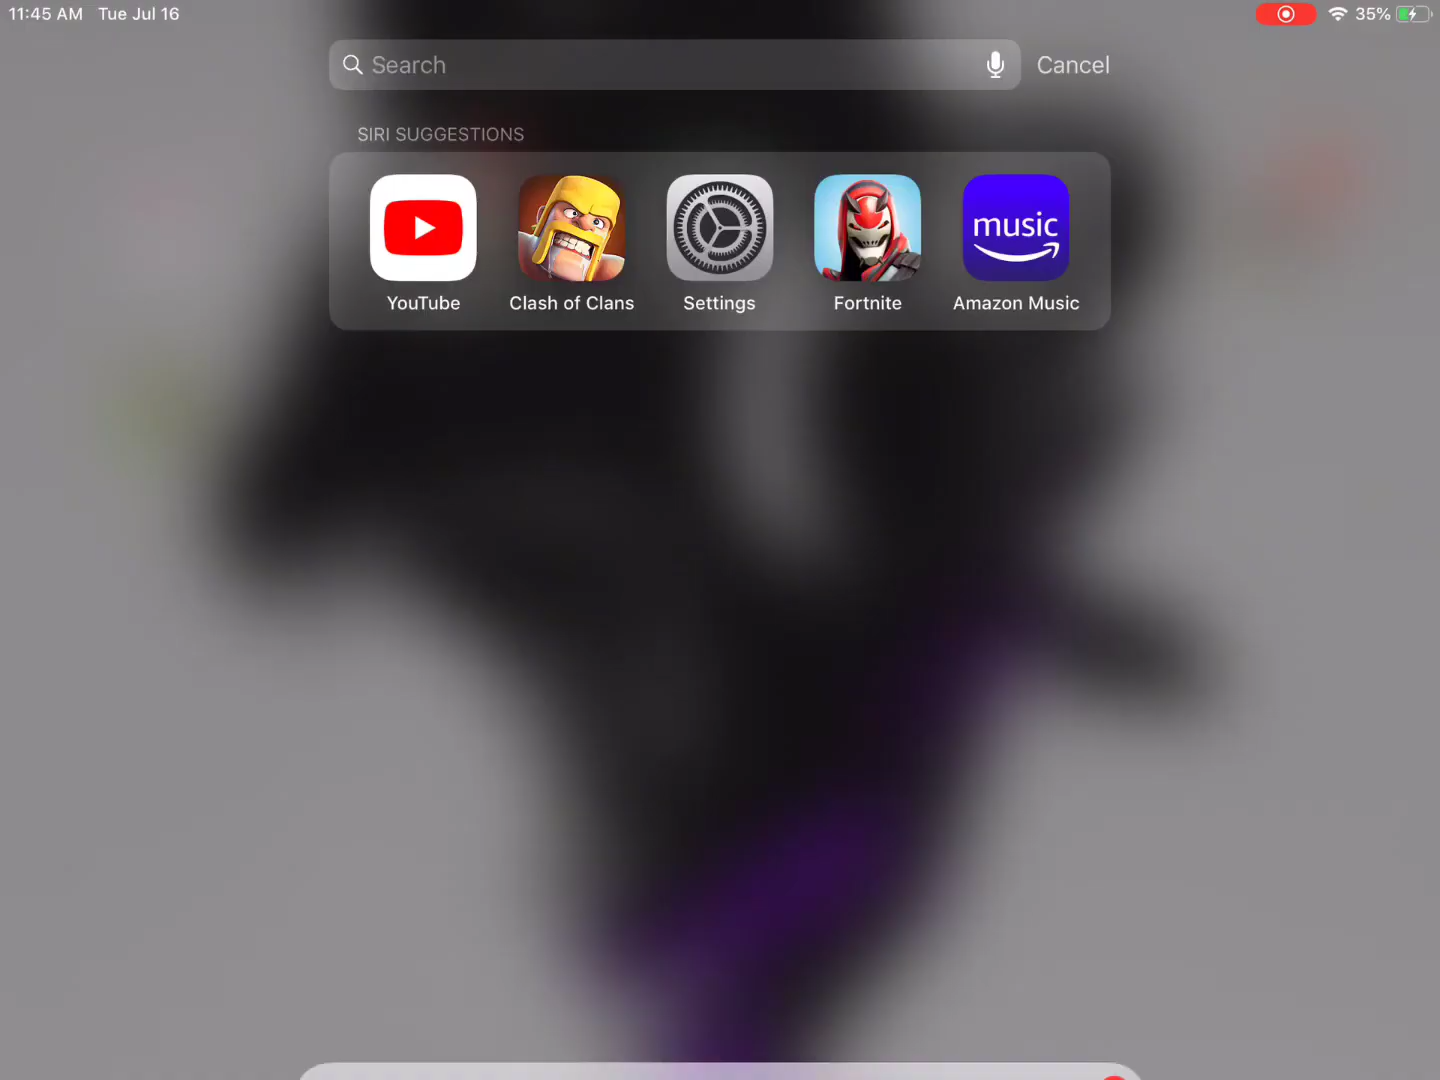 11:45 AM Tue Jul 16
35%
Search
Cancel
SIRI SUGGESTIONS
music
YouTube
Clash of Clans
Settings
Fortnite
Amazon Music